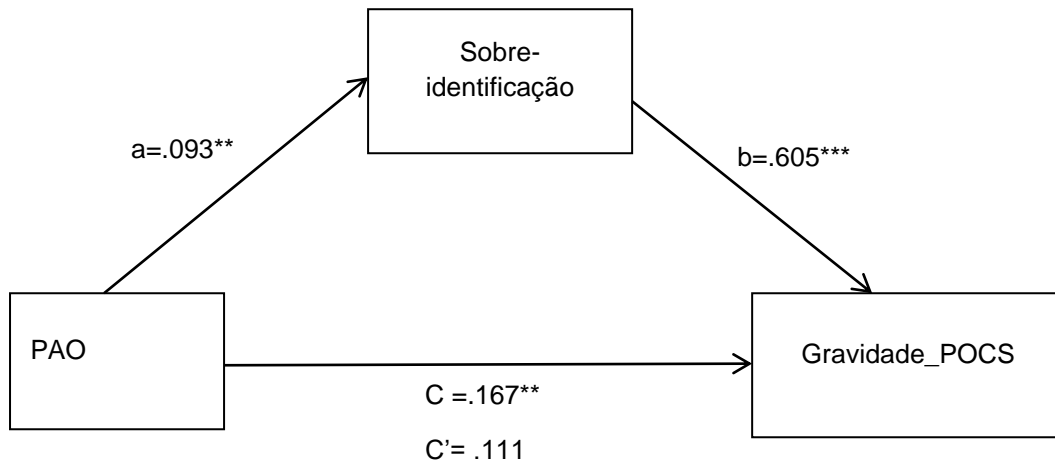 Sobre-
identificação
a=.093**
b=.605***
PAO
Gravidade_POCS
C =.167**
C’= .111